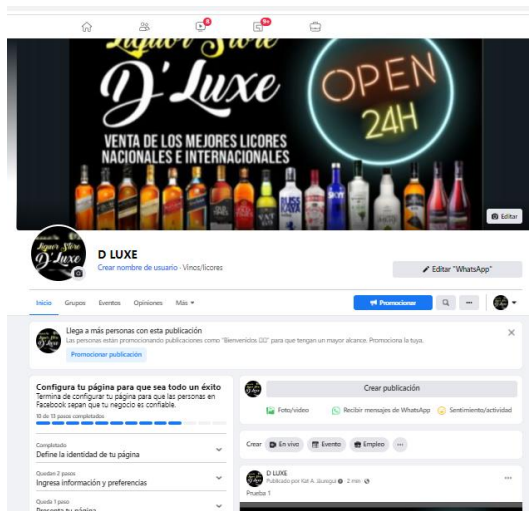 8
9+
Liquor Store
D'Luxe
OPEN
24H
VENTA DE LOS MEJORES LICORES
NACIONALES E INTERNACIONALES
Editar
Liquor Store
D'Luxe
D LUXE
Crear nombre de usuario · Vinos/licores
Editar "WhatsApp"
Inicio Grupos Eventos Opiniones Más
Promocionar
Llega a más personas con esta publicación
Las personas están promocionando publicaciones como "Bienvenidos" para que tengan un mayor alcance. Promociona la tuya.
Promocionar publicación
Configura tu página para que sea todo un éxito
Termina de configurar tu página para que las personas en
Facebook sepan que tu negocio es confiable.
10 de 13 pasos completados
Completado
Define la identidad de tu página
Quedan 2 pasos
Ingresa información y preferencias
Queda 1 paso
Presenta tu página
Crear publicación
Foto/video Recibir mensajes de WhatsApp Sentimiento/actividad
Crear En vivo Evento Empleo
D LUXE
Publicado por Kat A. Jauregui · 2 min ·
Prueba 1